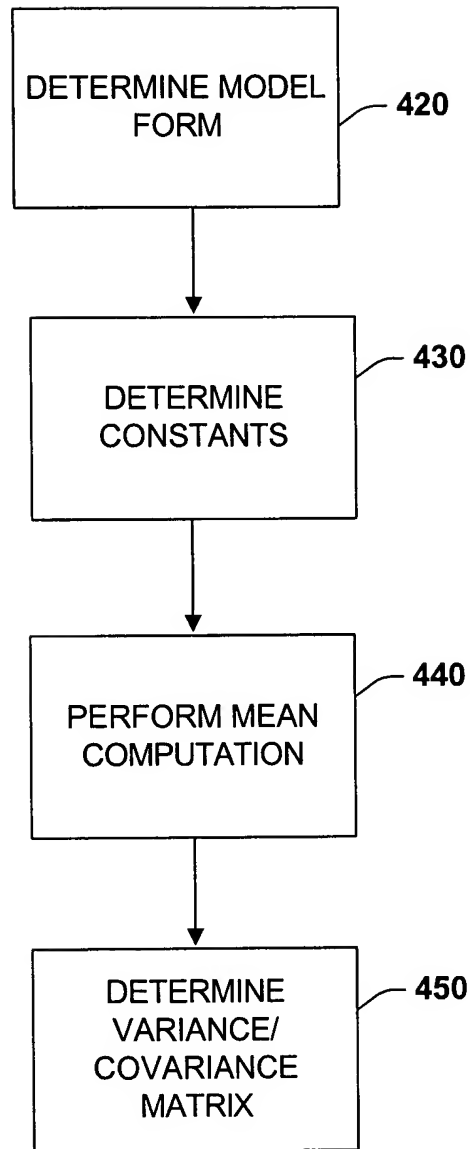 DETERMINE MODEL
FORM
420
DETERMINE
CONSTANTS
430
PERFORM MEAN
COMPUTATION
440
DETERMINE
VARIANCE/
COVARIANCE
MATRIX
450